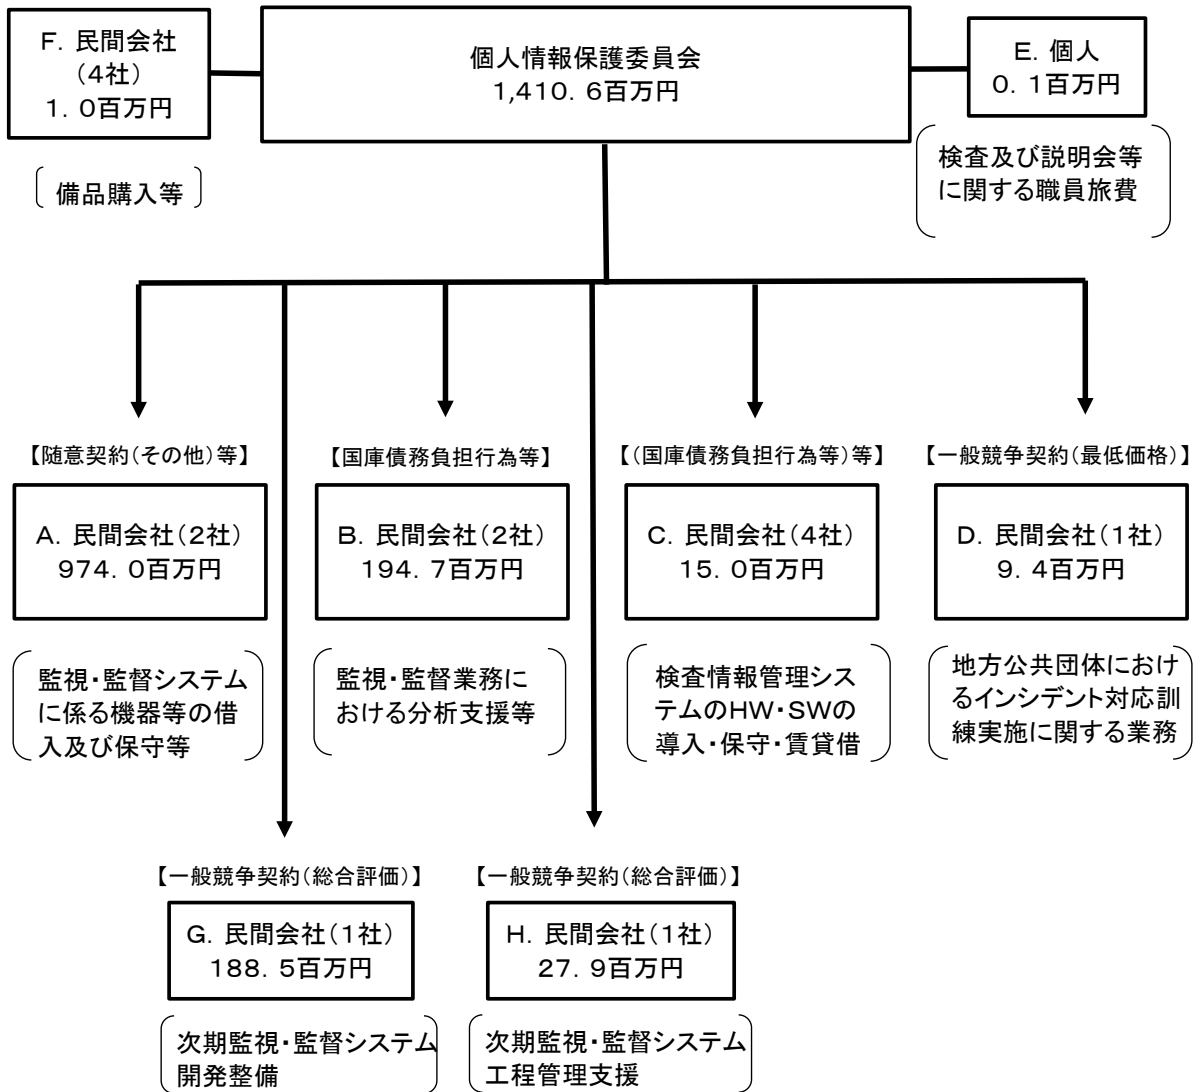 F. 民間会社
(4社)
1. 0百万円
個人情報保護委員会
1,410. 6百万円
E. 個人
0. 1百万円
備品購入等
検査及び説明会等
に関する職員旅費
【随意契約(その他)等】
A. 民間会社(2社)
974. 0百万円
監視・監督システム
に係る機器等の借
入及び保守等
【国庫債務負担行為等】
B. 民間会社(2社)
194. 7百万円
監視・監督業務に
おける分析支援等
【(国庫債務負担行為等)等】
C. 民間会社(4社)
15. 0百万円
検査情報管理シス
テムのHW・SWの
導入・保守・賃貸借
【一般競争契約(最低価格)】
D. 民間会社(1社)
9. 4百万円
地方公共団体におけ
るインシデント対応訓
練実施に関する業務
【一般競争契約(総合評価)】
G. 民間会社(1社)
188. 5百万円
次期監視・監督システム
開発整備
【一般競争契約(総合評価)】
H. 民間会社(1社)
27. 9百万円
次期監視・監督システム
工程管理支援